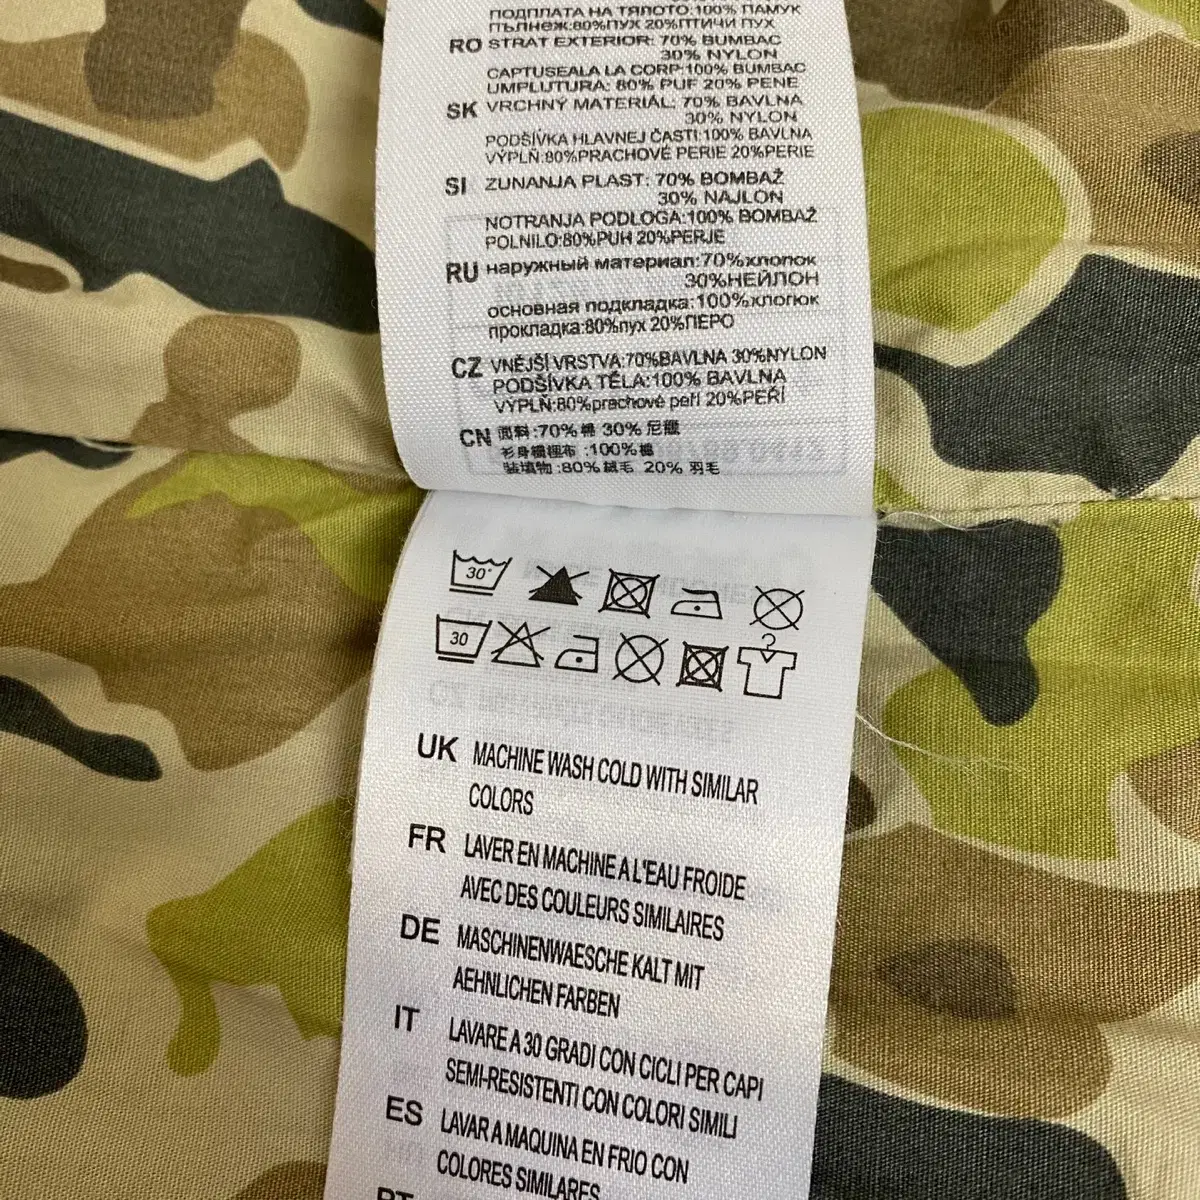 ПОДПЛАТА НА ТЯЛОТО:100% ПАМУК
ПЪЛНЕЖ:80%ПУХ 20%ПТИЧИ ПУХ
RO STRAT EXTERIOR: 70% BUMBAC
30% NYLON
CAPTUSEALA LA CORP:100% BUMBAC
UMPLUTURA: 80% PUF 20% PENE
SK VRCHNÝ MATERIÁL: 70% BAVLNA
30% NYLON
PODŠÍVKA HLAVNEJ ČASTI:100% BAVLNA
VÝPLŇ:80%PRACHOVÉ PERIE 20%PERIE
SI ZUNANJA PLAST: 70% BOMBAŽ
30% NAJLON
NOTRANJA PODLOGA:100% BOMBAŽ
POLNILO:80%PUH 20%PERJE
RU наружный материал:70%хлопок
30%НЕЙЛОН
основная подкладка:100%хлопок
прокладка:80%пух 20%ПЕРО
CZ VNĚJŠÍ VRSTVA:70%BAVLNA 30%NYLON
PODŠÍVKA TĚLA:100% BAVLNA
VÝPLŇ:80%prachové peří 20%PEŘÍ
CN 面料:70% 棉 30% 尼龍
衫身裡布 :100% 棉
裝填物 :80% 絨毛 20% 羽毛
30°
30
UK MACHINE WASH COLD WITH SIMILAR
COLORS
FR LAVER EN MACHINE A L'EAU FROIDE
AVEC DES COULEURS SIMILAIRES
DE MASCHINENWAESCHE KALT MIT
AEHNLICHEN FARBEN
IT LAVARE A 30 GRADI CON CICLI PER CAPI
SEMI-RESISTENTI CON COLORI SIMILI
ES LAVAR A MAQUINA EN FRIO CON
COLORES SIMILARES
PT